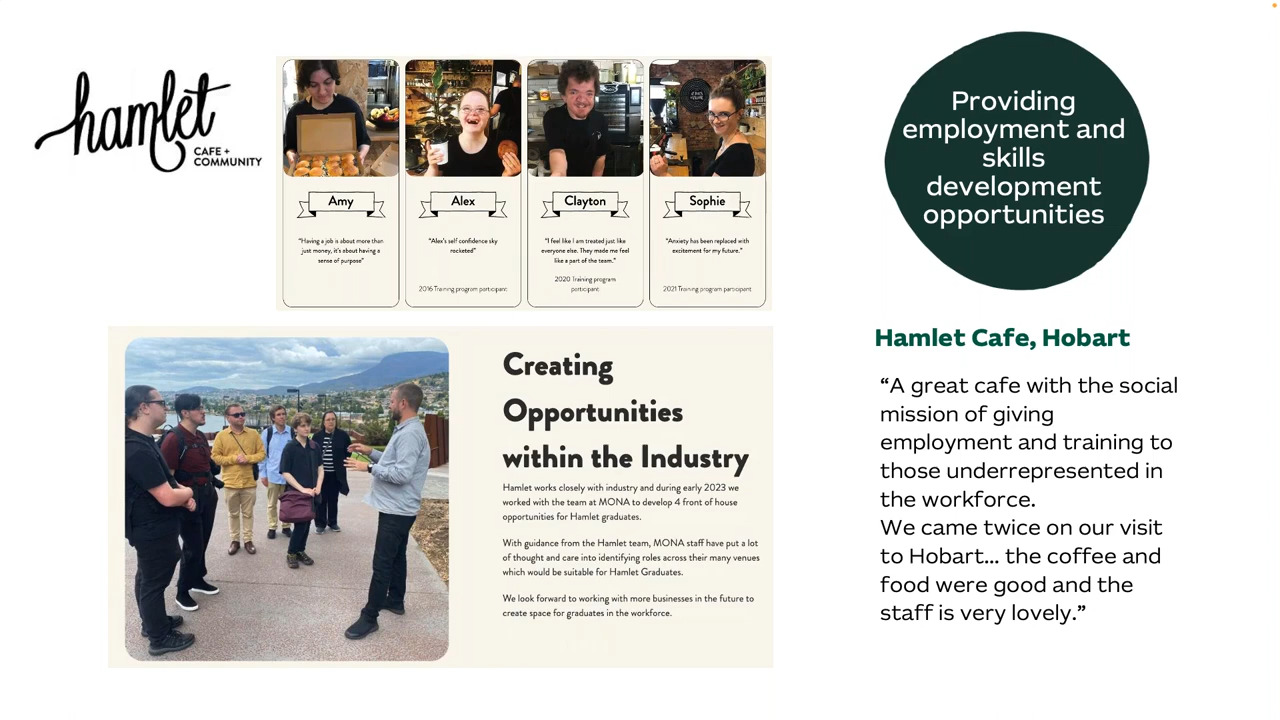 hamlet
CAFE +
COMMUNITY
Amy
"Having a job is about more than
just money, it's about having a
sense of purpose"
Alex
"Alex's self confidence sky
rocketed"
2016 Training program participant
Clayton
"I feel like I am treated just like
everyone else. They made me feel
like a part of the team."
2020 Training program
participant
Sophie
"Anxiety has been replaced with
excitement for my future."
2021 Training program participant
Providing
employment and
skills
development
opportunities
Creating
Opportunities
within the Industry
Hamlet works closely with industry and during early 2023 we
worked with the team at MONA to develop 4 front of house
opportunities for Hamlet graduates.
With guidance from the Hamlet team, MONA staff have put a lot
of thought and care into identifying roles across their many venues
which would be suitable for Hamlet Graduates.
We look forward to working with more businesses in the future to
create space for graduates in the workforce.
Hamlet Cafe, Hobart
“A great cafe with the social
mission of giving
employment and training to
those underrepresented in
the workforce.
We came twice on our visit
to Hobart... the coffee and
food were good and the
staff is very lovely.”